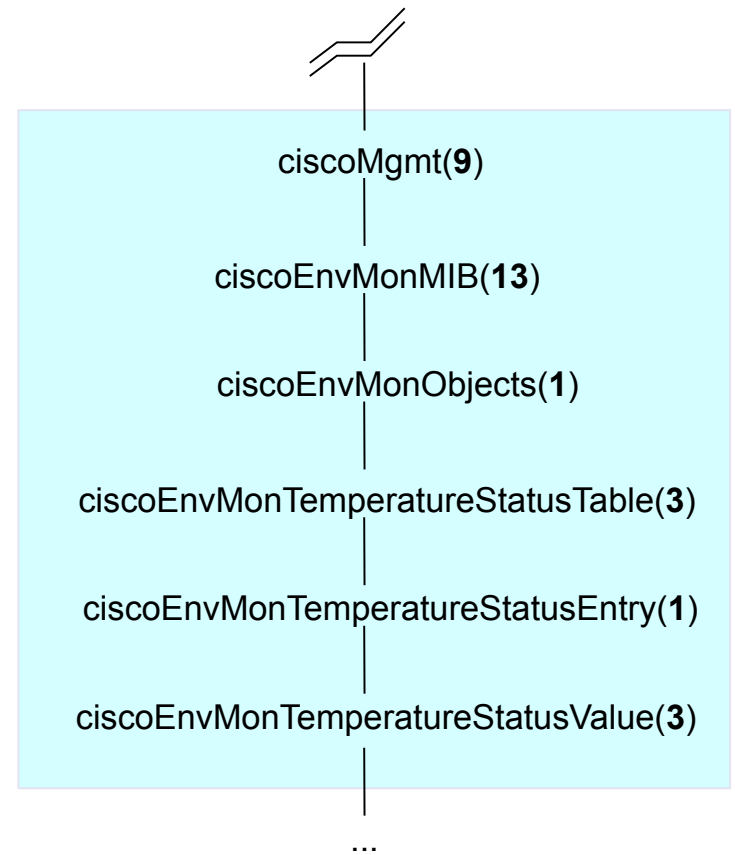 ciscoMgmt(9)
ciscoEnvMonMIB(13)
ciscoEnvMonObjects(1)
ciscoEnvMonTemperatureStatusTable(3)
ciscoEnvMonTemperatureStatusEntry(1)
ciscoEnvMonTemperatureStatusValue(3)
...